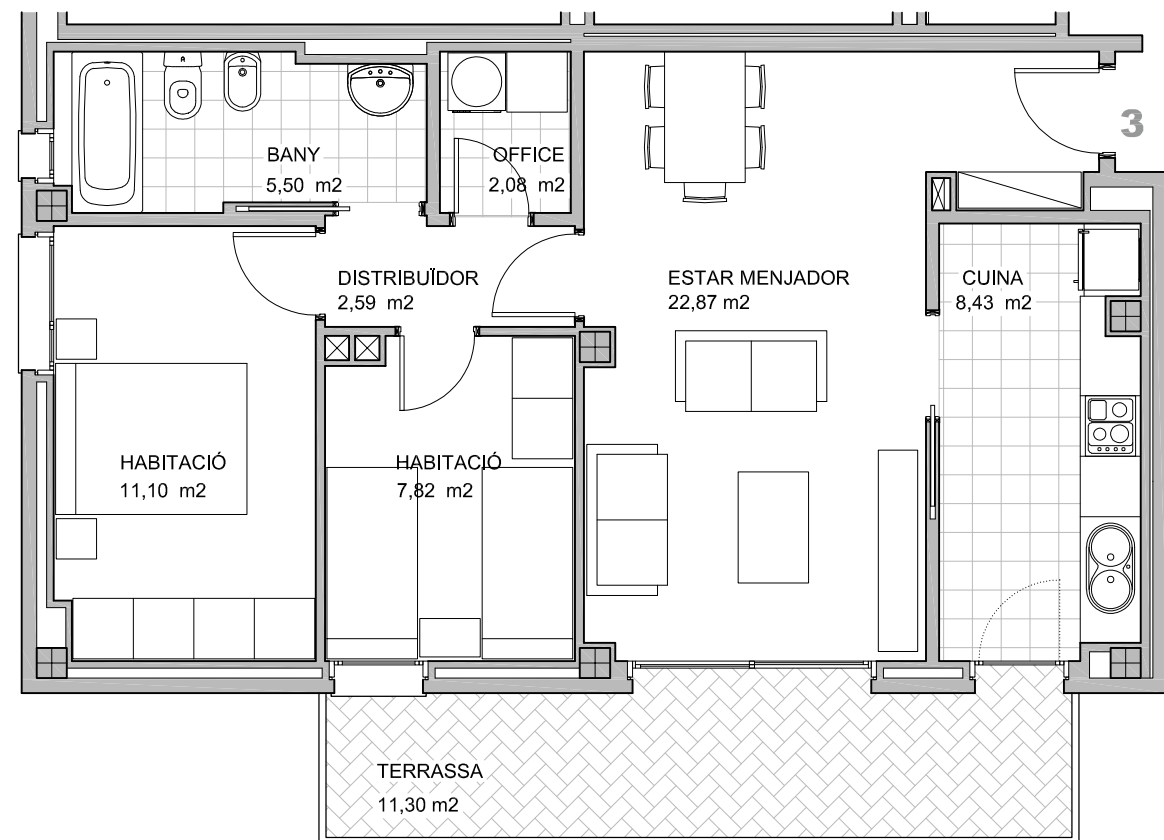 3
BANY
5,50 m2
OFFICE
2,08 m2
DISTRIBUÏDOR
2,59 m2
ESTAR MENJADOR
22,87 m2
CUINA
8,43 m2
HABITACIÓ
11,10 m2
HABITACIÓ
7,82 m2
TERRASSA
11,30 m2